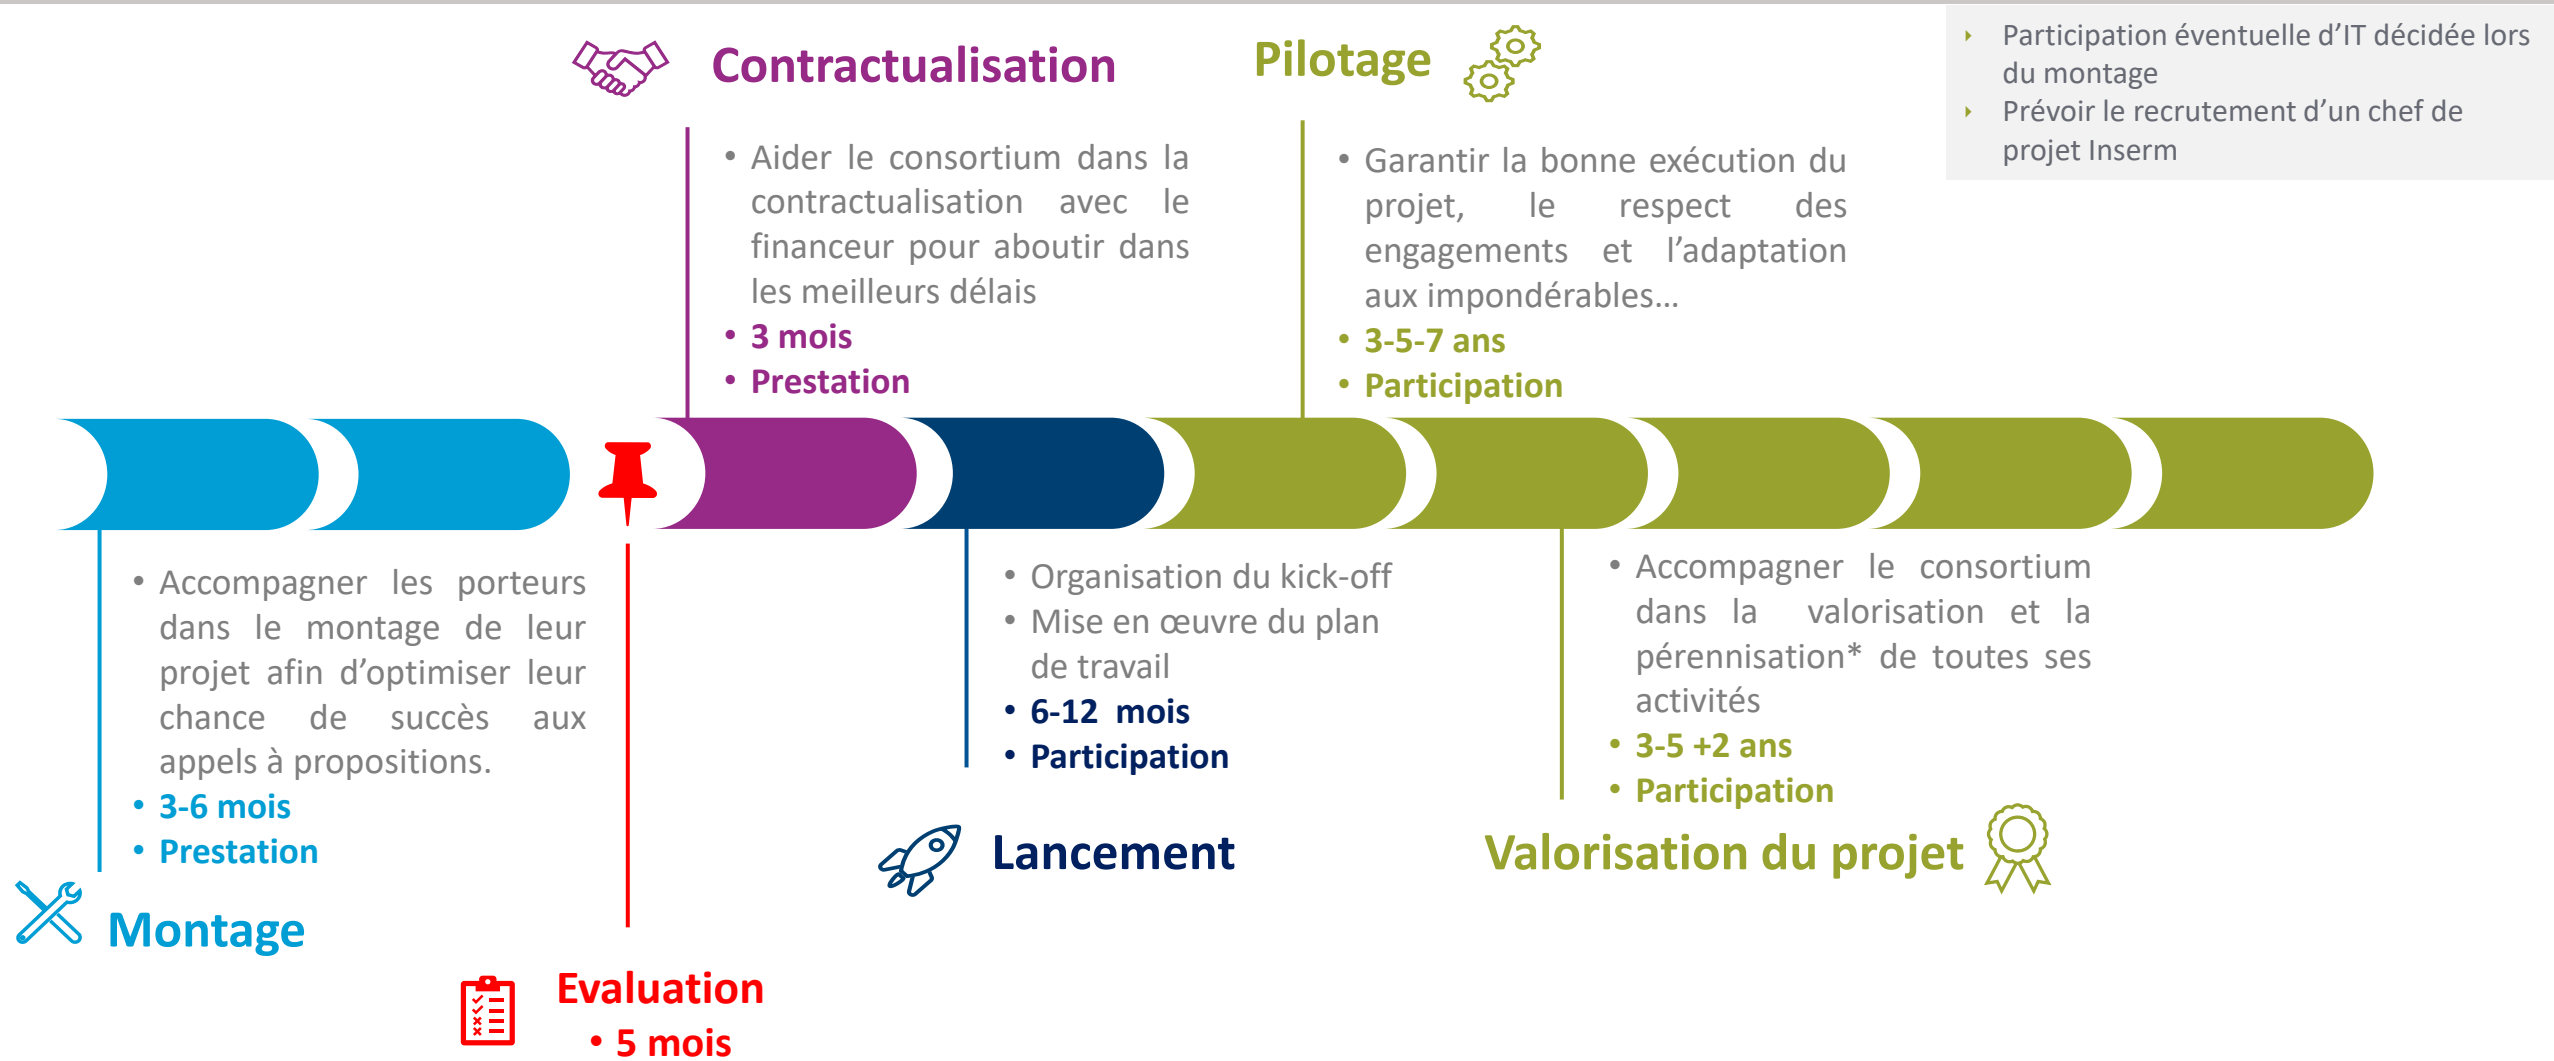 Contractualisation
• Aider le consortium dans la
contractualisation avec le
financeur pour aboutir dans
les meilleurs délais
• 3 mois
• Prestation
Pilotage
• Garantir la bonne exécution du
projet, le respect des
engagements et l’adaptation
aux impondérables…
• 3-5-7 ans
• Participation
Participation éventuelle d’IT décidée lors
du montage
Prévoir le recrutement d’un chef de
projet Inserm
• Accompagner les porteurs
dans le montage de leur
projet afin d’optimiser leur
chance de succès aux
appels à propositions.
• 3-6 mois
• Prestation
Montage
Evaluation
• 5 mois
• Organisation du kick-off
• Mise en œuvre du plan
de travail
• 6-12 mois
• Participation
Lancement
• Accompagner le consortium
dans la valorisation et la
pérennisation* de toutes ses
activités
• 3-5 +2 ans
• Participation
Valorisation du projet